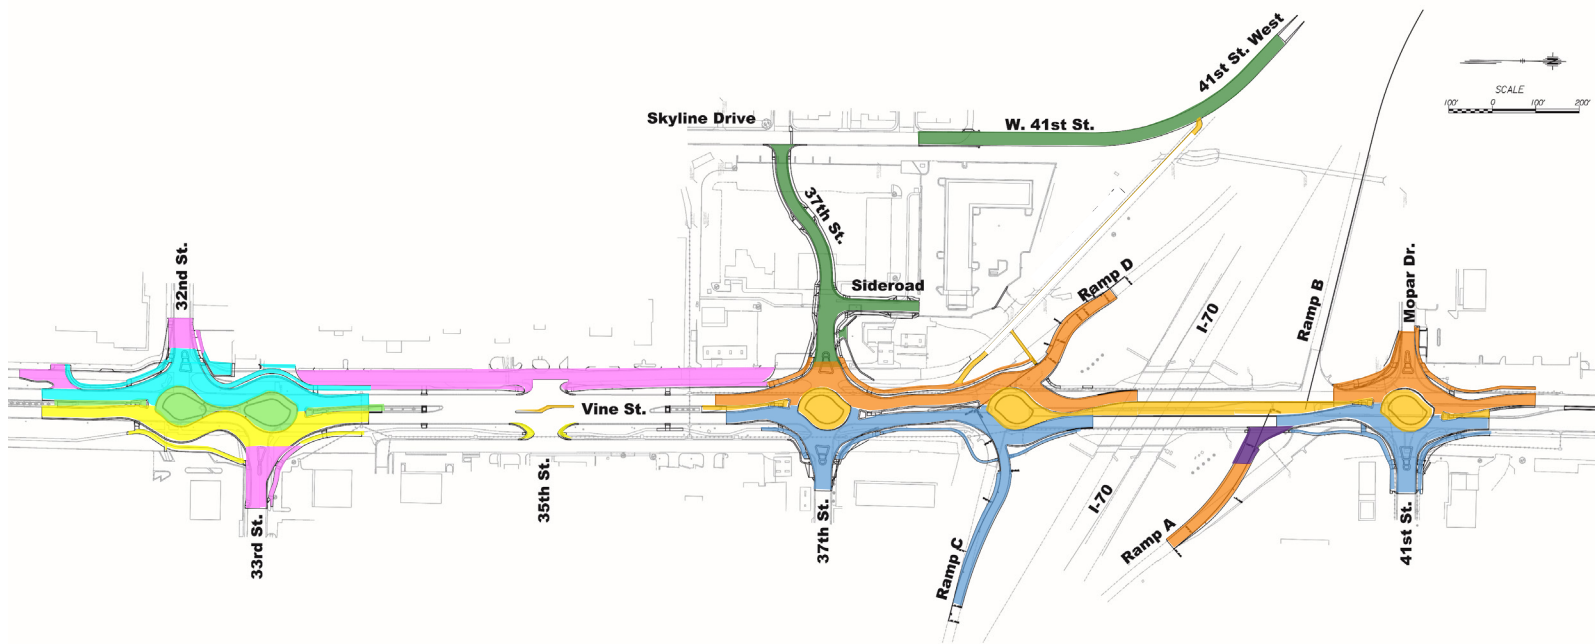 41st St. West
N
SCALE
100' 0 100' 200'
Skyline Drive
W. 41st St.
37th St.
Sideroad
32nd St.
Ramp D
I-70
Ramp B
Mopar Dr.
Vine St.
33rd St.
35th St.
37th St.
Ramp C
I-70
Ramp A
41st St.